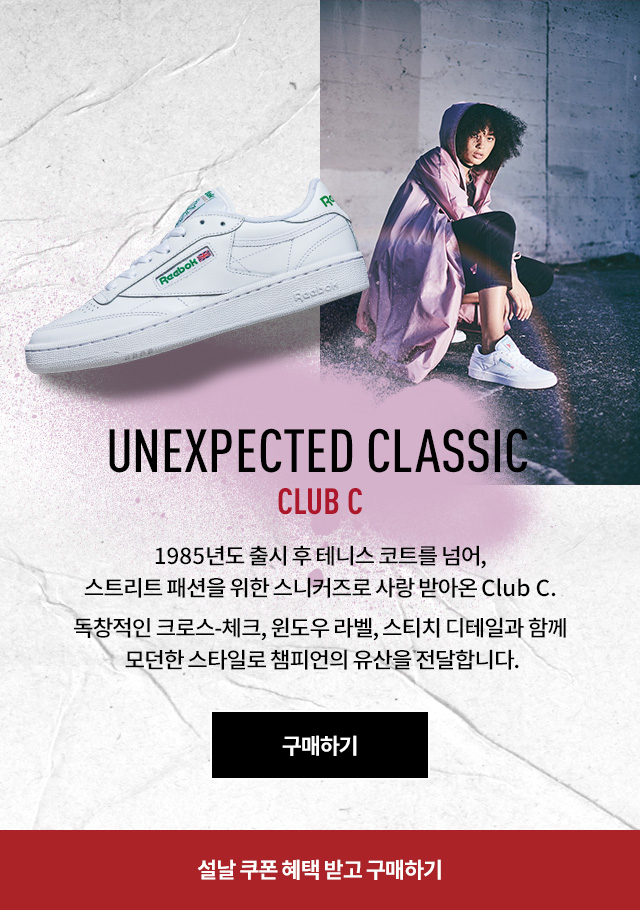 Reebok
Reebok
UNEXPECTED CLASSIC
CLUB C
1985년도 출시 후 테니스 코트를 넘어,
스트리트 패션을 위한 스니커즈로 사랑 받아온 Club C.
독창적인 크로스-체크, 윈도우 라벨, 스티치 디테일과 함께
모던한 스타일로 챔피언의 유산을 전달합니다.
구매하기
설날 쿠폰 혜택 받고 구매하기